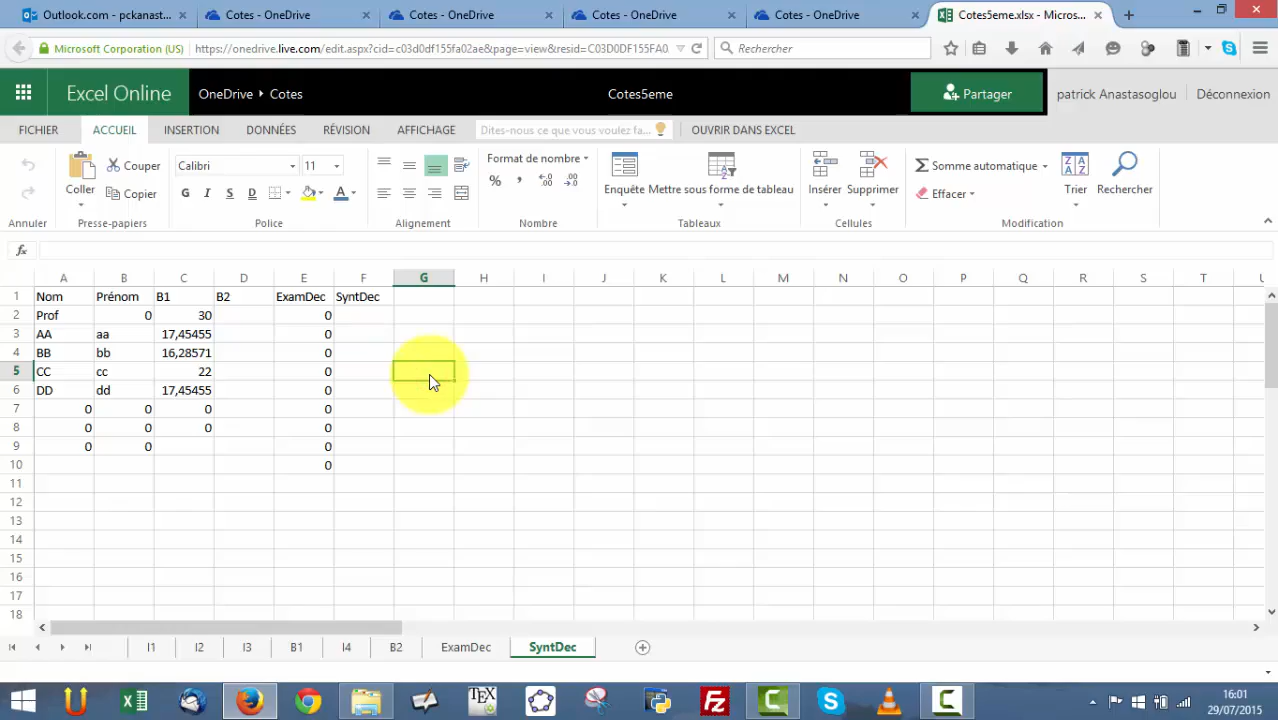 Outlook.com - pckanast...
Cotes - OneDrive
Cotes - OneDrive
Cotes - OneDrive
Cotes - OneDrive
Cotes5eme.xlsx - Micros...
Microsoft Corporation (US)
https://onedrive.live.com/edit.aspx?cid=c03d0df155fa02ae&page=view&resid=C03D0DF155FA0.
Rechercher
Excel Online
OneDrive
Cotes
Cotes5eme
Partager
patrick Anastasoglou
Déconnexion
FICHIER
ACCUEIL
INSERTION
DONNÉES
RÉVISION
AFFICHAGE
Dites-nous ce que vous voulez fa...
OUVRIR DANS EXCEL
Coller
Couper
Copier
Calibri
11
G I S D A
Format de nombre
%
Enquête
Mettre sous forme de tableau
Insérer
Supprimer
Somme automatique
Effacer
Trier
Rechercher
Annuler
Presse-papiers
Police
Alignement
Nombre
Tableaux
Cellules
Modification
fx
A B C D E F G H I J K L M N O P Q R S T U
1 Nom Prénom B1 B2 ExamDec SyntDec
2 Prof 0 30 0
3 AA aa 17,45455 0
4 BB bb 16,28571 0
5 CC cc 22 0
6 DD dd 17,45455 0
7 0 0 0 0
8 0 0 0 0
9 0 0 0
10 0
11
12
13
14
15
16
17
18
I1 I2 I3 B1 I4 B2 ExamDec SyntDec
16:01
29/07/2015